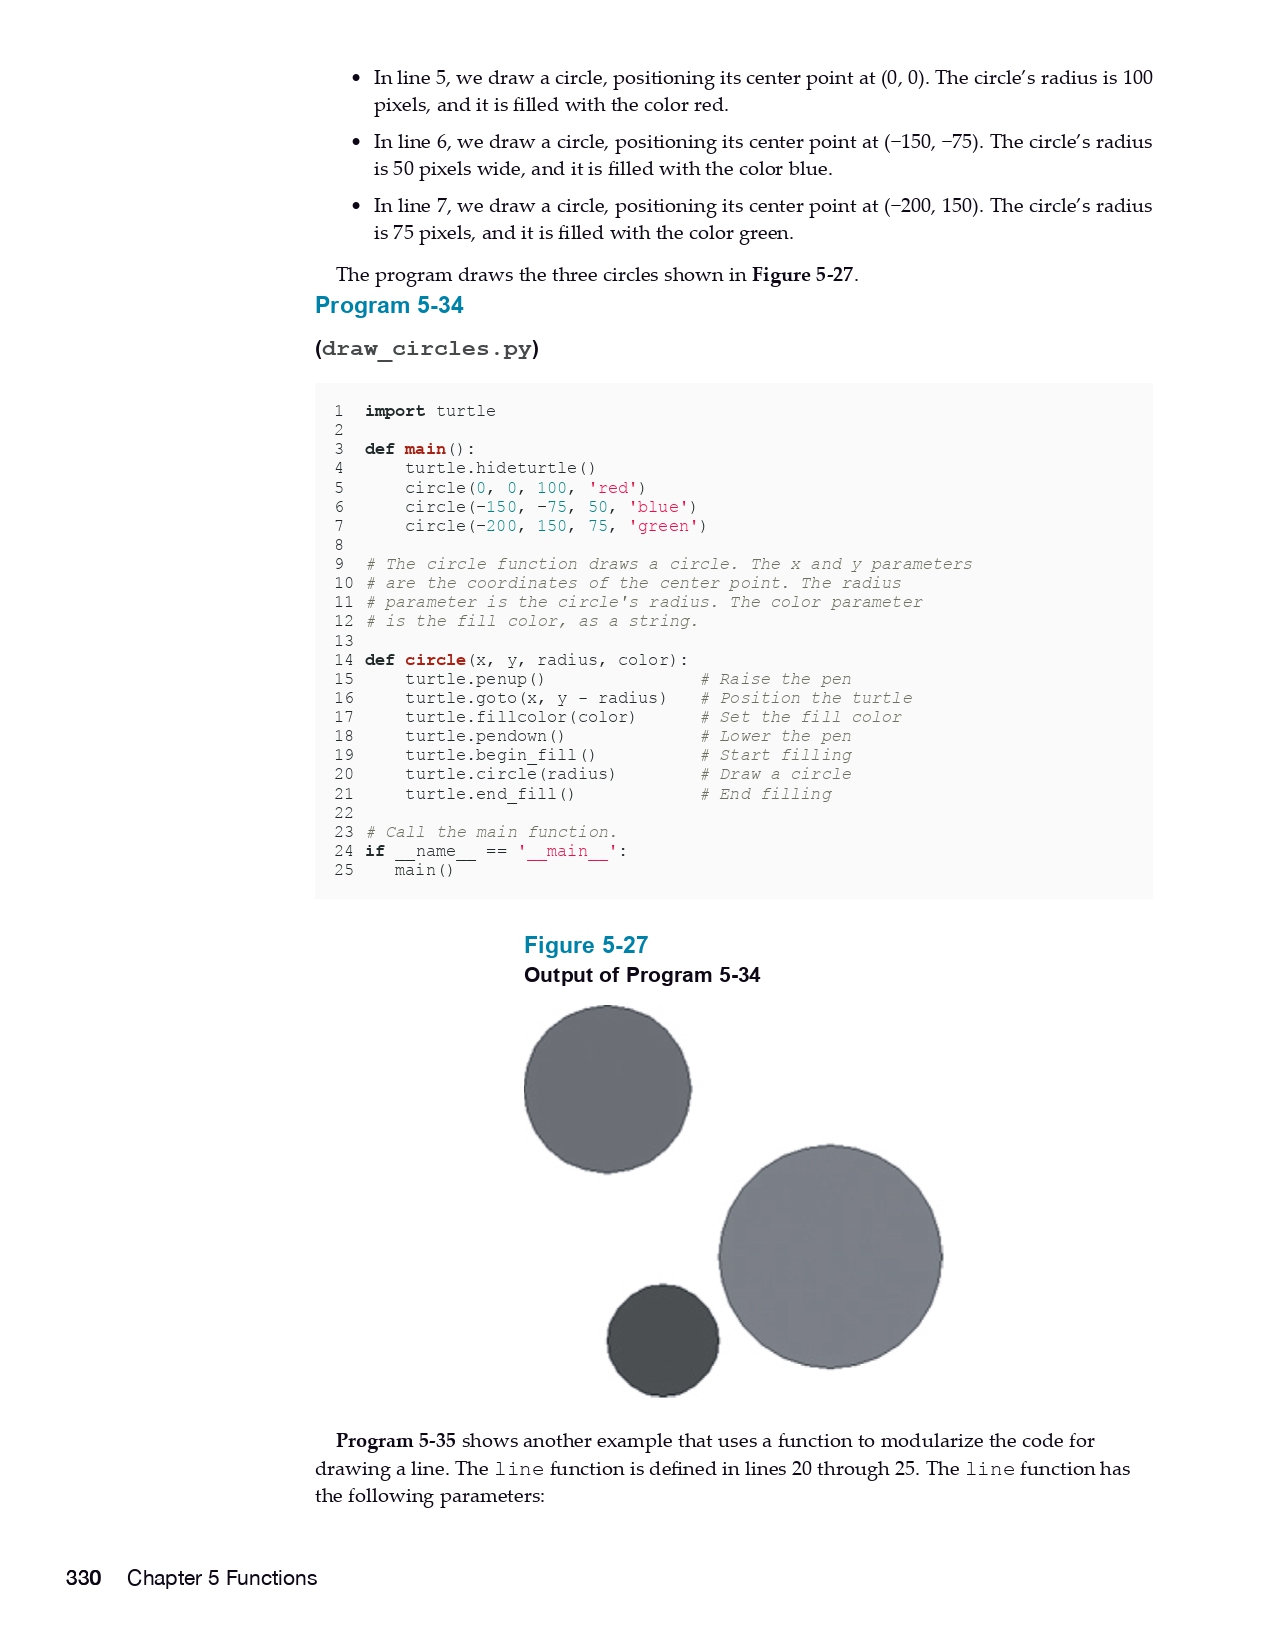 • In line 5, we draw a circle, positioning its center point at (0, 0). The circle’s radius is 100
pixels, and it is filled with the color red.
• In line 6, we draw a circle, positioning its center point at (−150, −75). The circle’s radius
is 50 pixels wide, and it is filled with the color blue.
• In line 7, we draw a circle, positioning its center point at (−200, 150). The circle’s radius
is 75 pixels, and it is filled with the color green.
The program draws the three circles shown in Figure 5-27.
Program 5-34
(draw_circles.py)
1 import turtle
2
3 def main():
4     turtle.hideturtle()
5     circle(0, 0, 100, 'red')
6     circle(−150, −75, 50, 'blue')
7     circle(−200, 150, 75, 'green')
8
9 # The circle function draws a circle. The x and y parameters
10 # are the coordinates of the center point. The radius
11 # parameter is the circle's radius. The color parameter
12 # is the fill color, as a string.
13
14 def circle(x, y, radius, color):
15     turtle.penup()               # Raise the pen
16     turtle.goto(x, y − radius)   # Position the turtle
17     turtle.fillcolor(color)      # Set the fill color
18     turtle.pendown()             # Lower the pen
19     turtle.begin_fill()          # Start filling
20     turtle.circle(radius)        # Draw a circle
21     turtle.end_fill()            # End filling
22
23 # Call the main function.
24 if __name__ == '__main__':
25    main()
Figure 5-27
Output of Program 5-34
Program 5-35 shows another example that uses a function to modularize the code for
drawing a line. The line function is defined in lines 20 through 25. The line function has
the following parameters:
330 Chapter 5 Functions